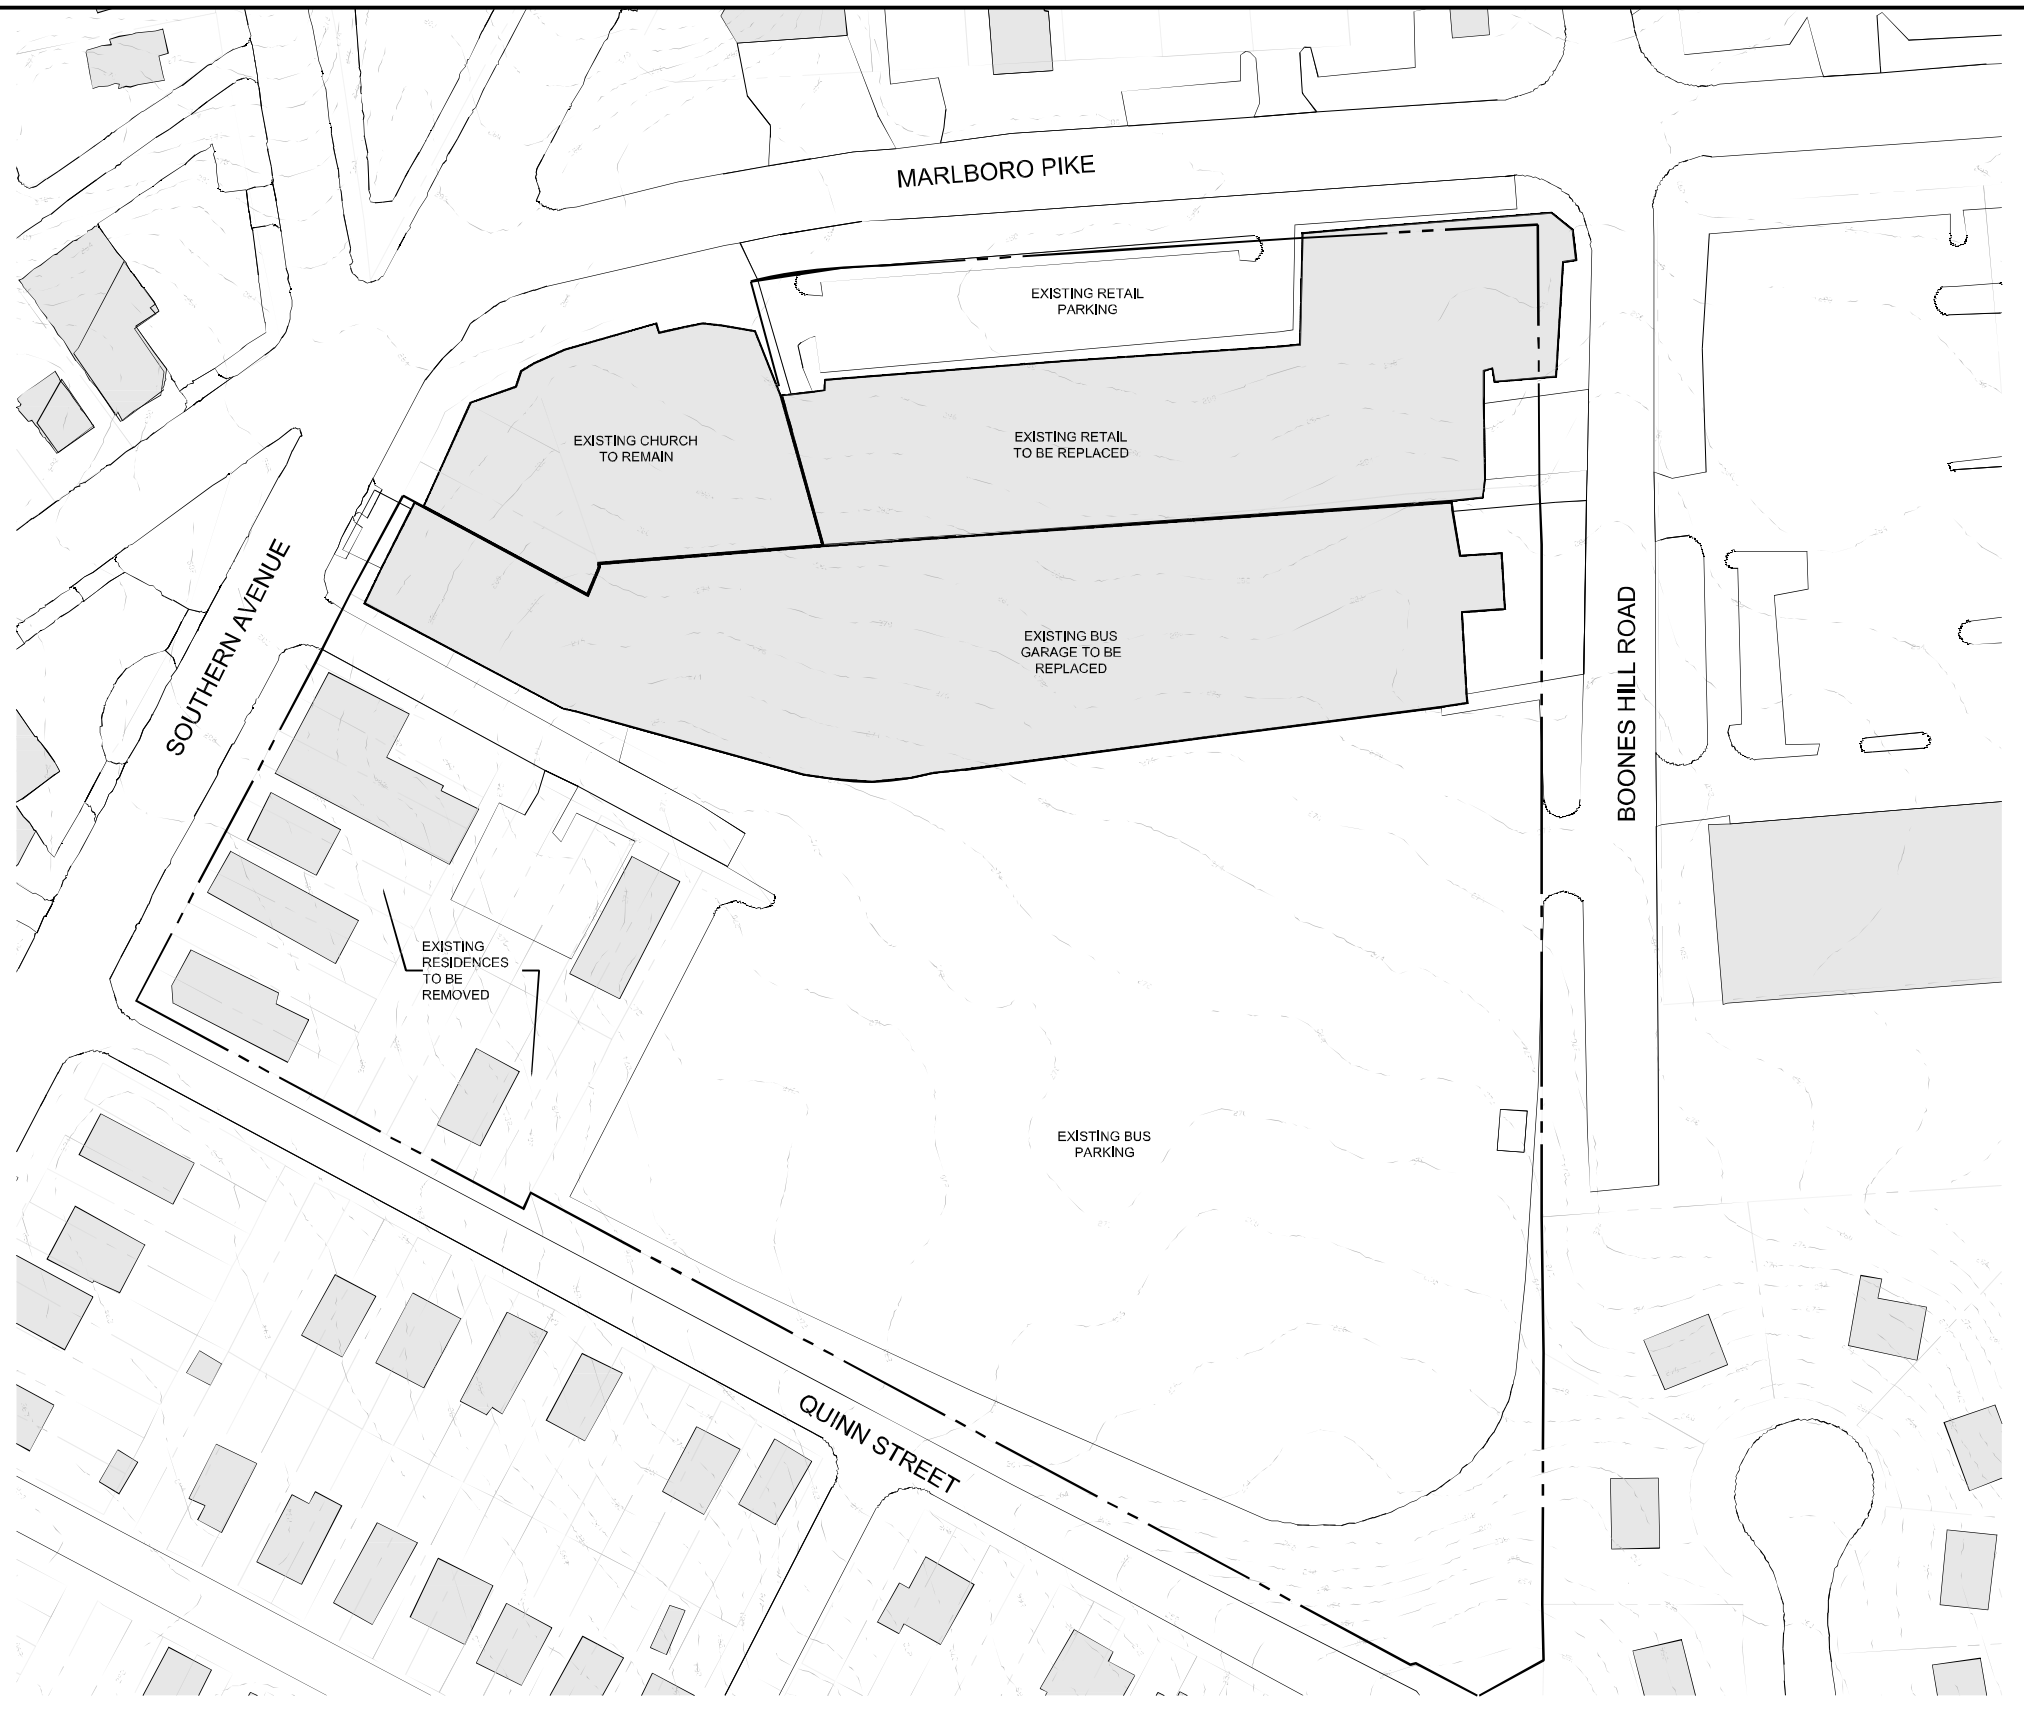 MARLBORO PIKE
EXISTING RETAIL
PARKING
EXISTING CHURCH
TO REMAIN
EXISTING RETAIL
TO BE REPLACED
SOUTHERN AVENUE
EXISTING BUS
GARAGE TO BE
REPLACED
BOONES HILL ROAD
EXISTING
RESIDENCES
TO BE
REMOVED
EXISTING BUS
PARKING
QUINN STREET